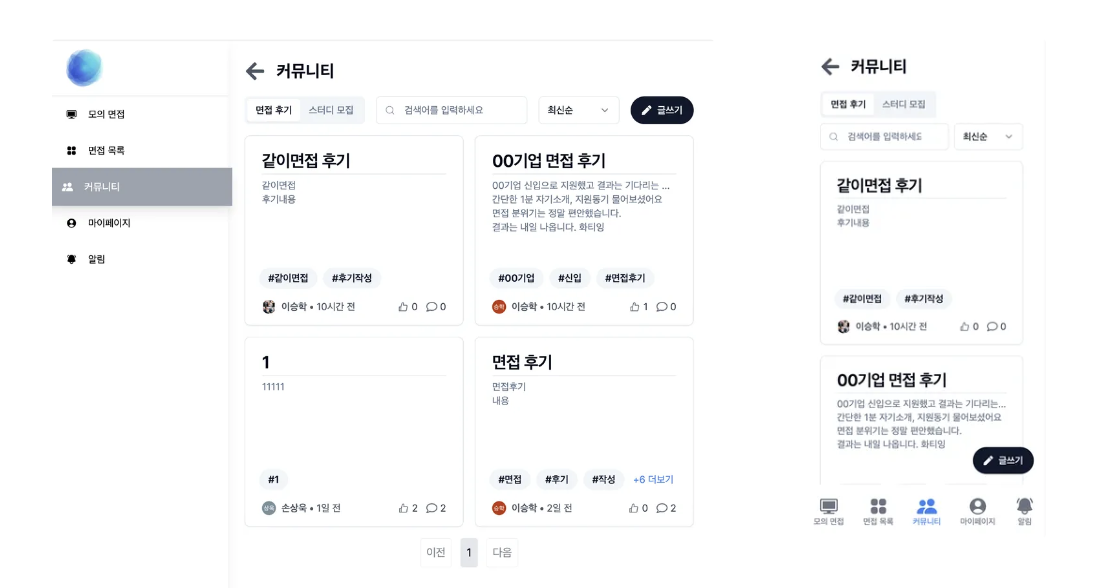 모의 면접
면접 목록
커뮤니티
마이페이지
알림
커뮤니티
면접 후기 스터디 모집 검색어를 입력하세요 최신순 글쓰기
같이면접 후기
같이면접
후기내용
#같이면접 #후기작성
이승학 • 10시간 전 0 0
00기업 면접 후기
00기업 신입으로 지원했고 결과는 기다리는 ...
간단한 1분 자기소개, 지원동기 물어보셨어요
면접 분위기는 정말 편안했습니다.
결과는 내일 나옵니다. 화티잉
#00기업 #신입 #면접후기
승학 이승학 • 10시간 전 1 0
1
11111
#1
상욱 손상욱 • 1일 전 2 2
면접 후기
면접후기
내용
#면접 #후기 #작성 +6 더보기
승학 이승학 • 2일 전 0 2
이전 1 다음
커뮤니티
면접 후기 스터디 모집
검색어를 입력하세요 최신순
같이면접 후기
같이면접
후기내용
#같이면접 #후기작성
이승학 • 10시간 전 0 0
00기업 면접 후기
00기업 신입으로 지원했고 결과는 기다리는...
간단한 1분 자기소개, 지원동기 물어보셨어요
면접 분위기는 정말 편안했습니다.
결과는 내일 나옵니다. 화티잉
글쓰기
모의 면접 면접 목록 커뮤니티 마이페이지 알림